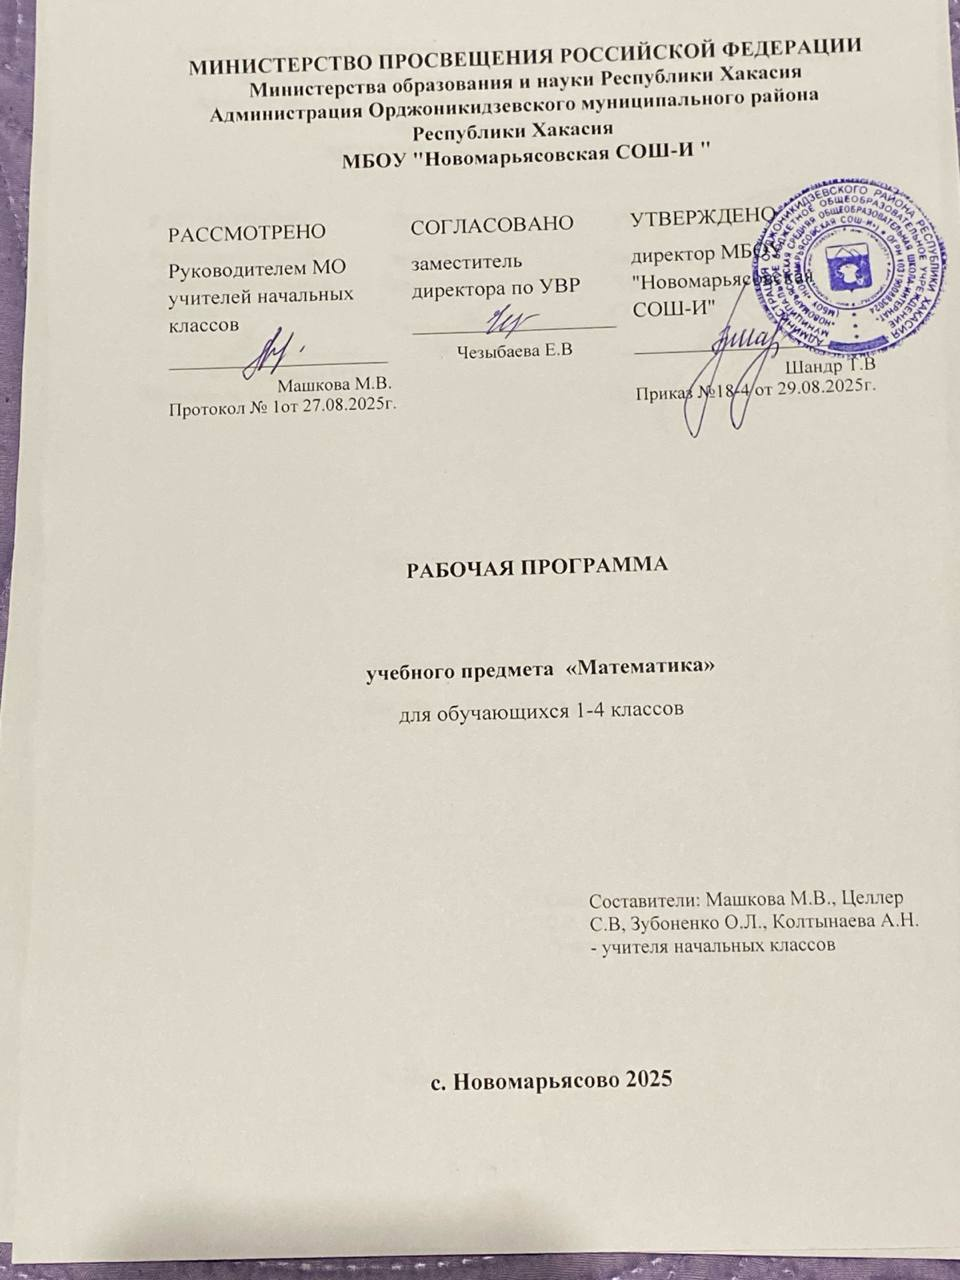 МИНИСТЕРСТВО ПРОСВЕЩЕНИЯ РОССИЙСКОЙ ФЕДЕРАЦИИ
Министерства образования и науки Республики Хакасия
Администрация Орджоникидзевского муниципального района
Республики Хакасия
МБОУ "Новомарьясовская СОШ-И "
РАССМОТРЕНО
Руководителем МО
учителей начальных
классов
Машкова М.В.
Протокол № 1от 27.08.2025г.
СОГЛАСОВАНО
заместитель
директора по УВР
Чезыбаева Е.В
УТВЕРЖДЕНО
директор МБОУ
"Новомарьясовская
СОШ-И"
Шандр Т.В
Приказ №18-4 от 29.08.2025г.
РАБОЧАЯ ПРОГРАММА
учебного предмета «Математика»
для обучающихся 1-4 классов
Составители: Машкова М.В., Целлер
С.В, Зубоненко О.Л., Колтынаева А.Н.
- учителя начальных классов
с. Новомарьясово 2025